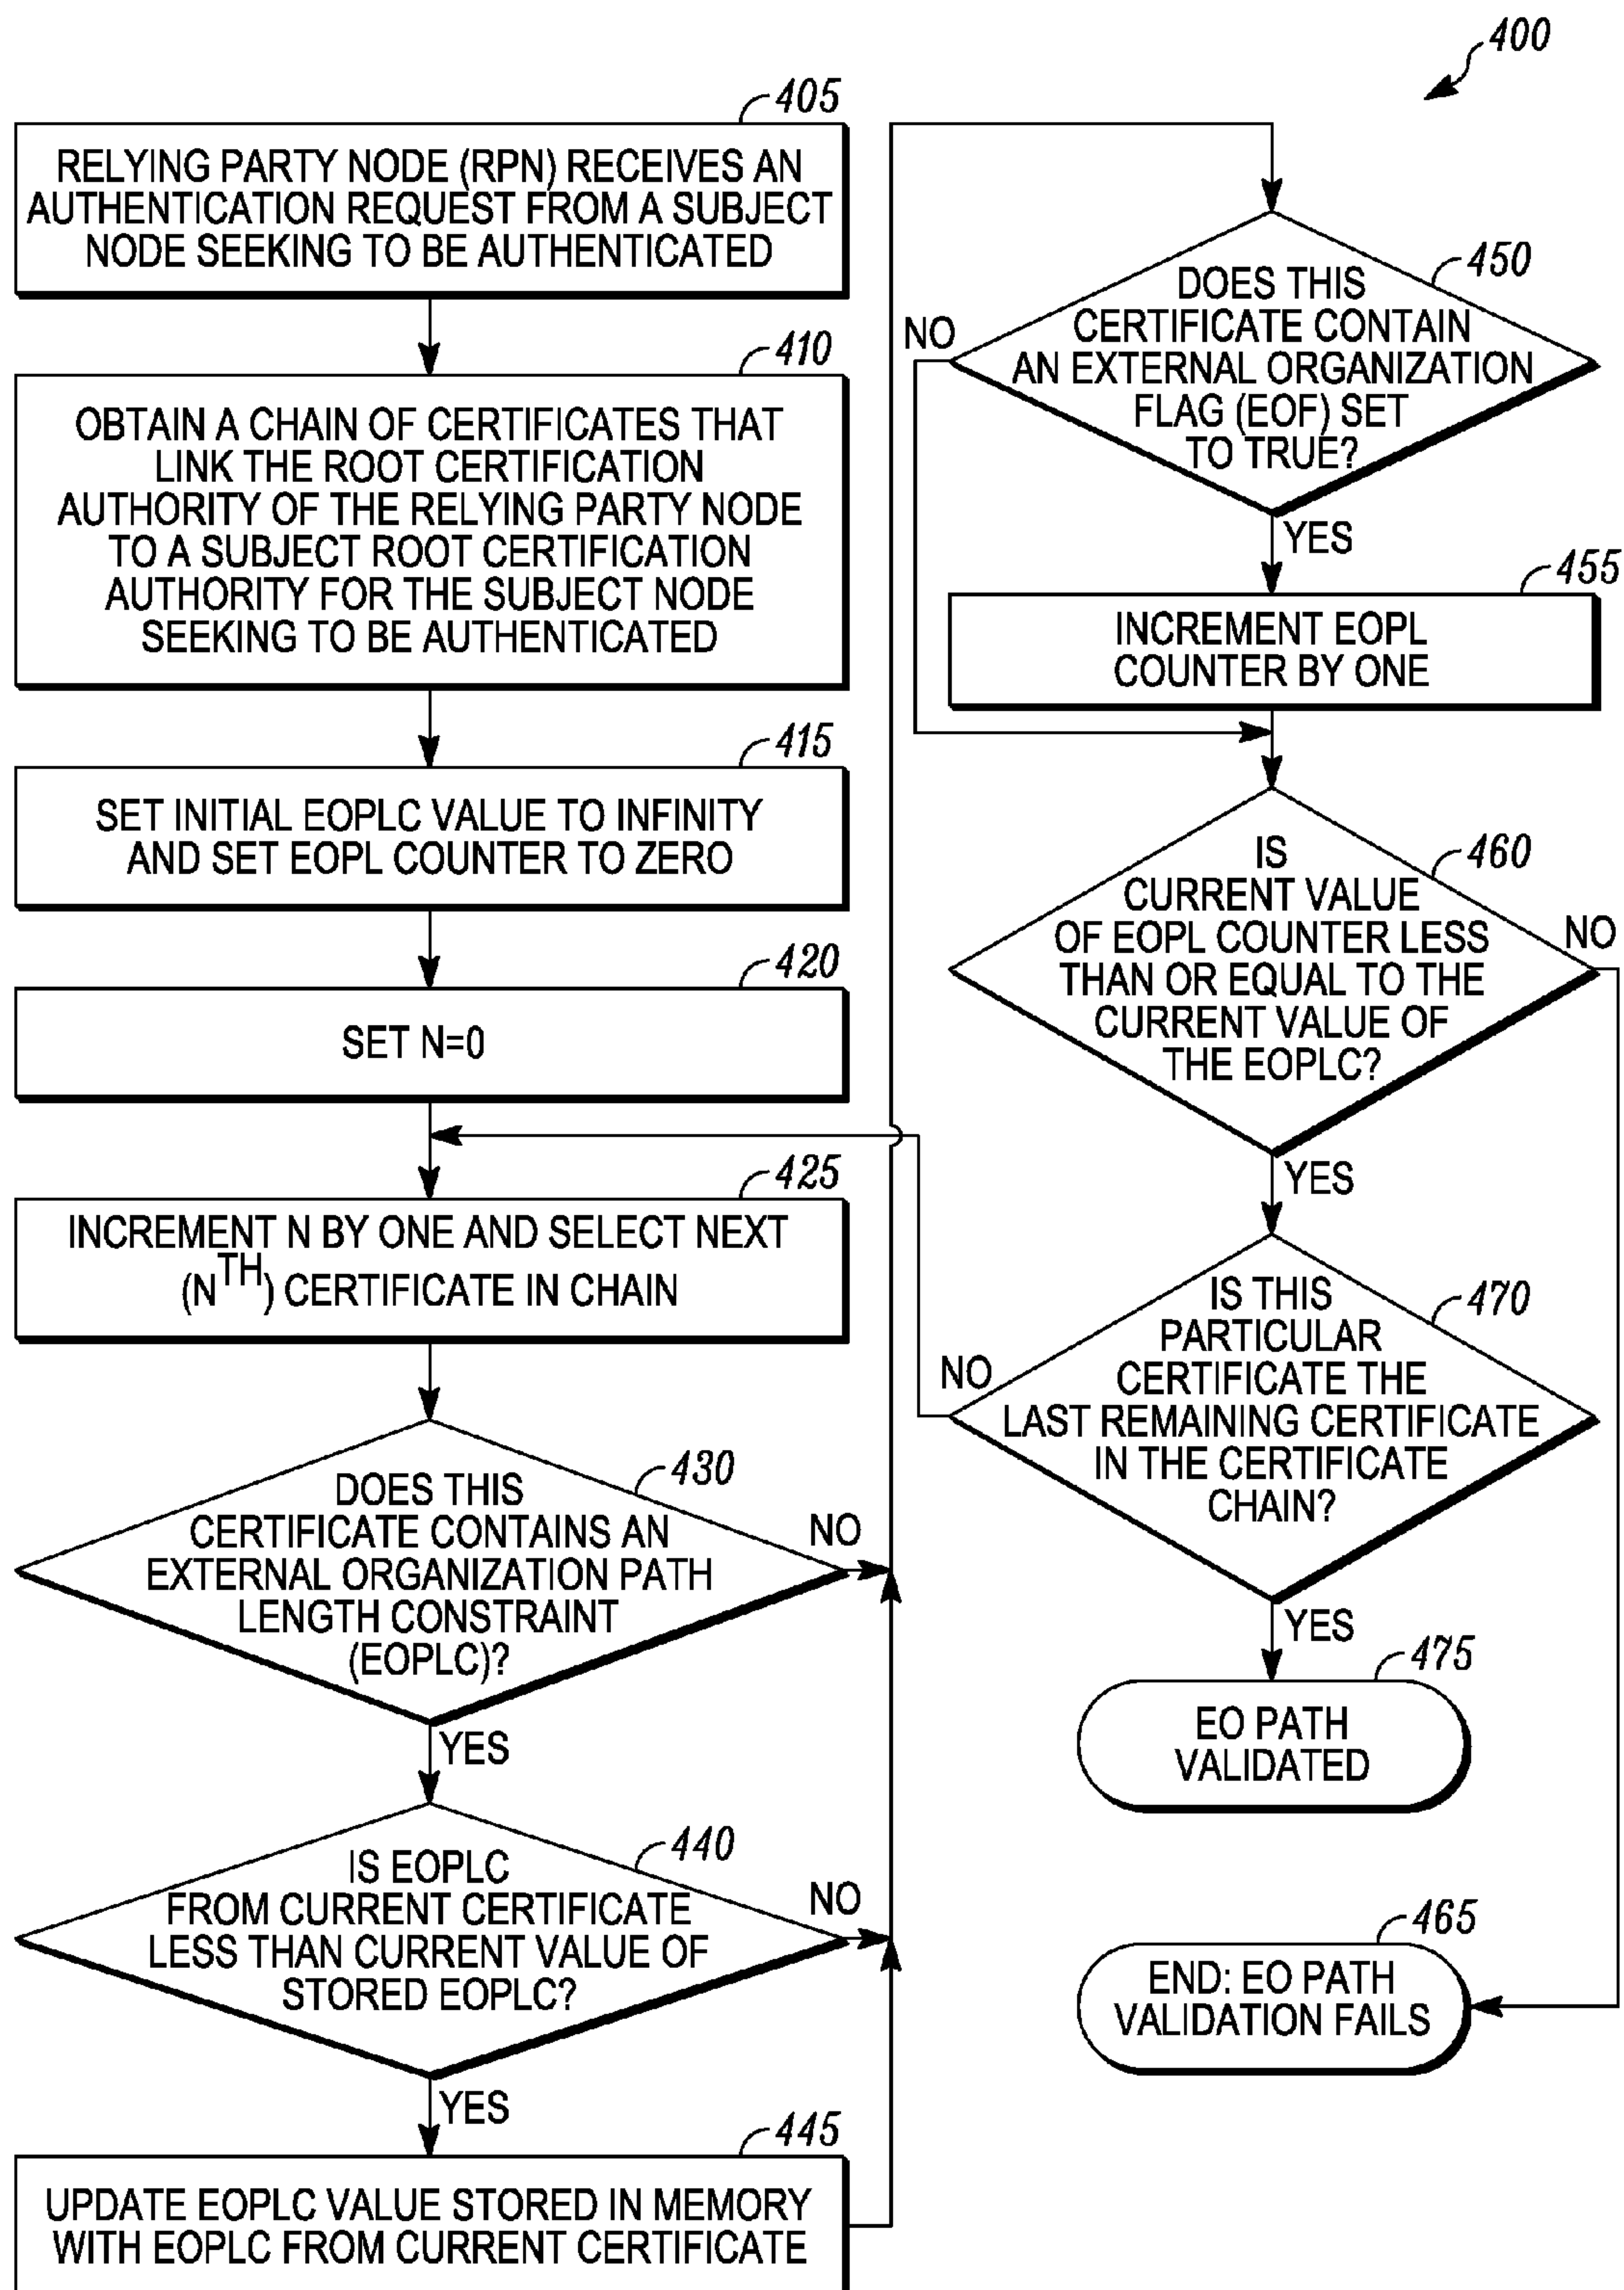 400
405
RELYING PARTY NODE (RPN) RECEIVES AN
AUTHENTICATION REQUEST FROM A SUBJECT
NODE SEEKING TO BE AUTHENTICATED
410
OBTAIN A CHAIN OF CERTIFICATES THAT
LINK THE ROOT CERTIFICATION
AUTHORITY OF THE RELYING PARTY NODE
TO A SUBJECT ROOT CERTIFICATION
AUTHORITY FOR THE SUBJECT NODE
SEEKING TO BE AUTHENTICATED
415
SET INITIAL EOPLC VALUE TO INFINITY
AND SET EOPL COUNTER TO ZERO
420
SET N=0
425
INCREMENT N BY ONE AND SELECT NEXT
(N^TH) CERTIFICATE IN CHAIN
430
DOES THIS
CERTIFICATE CONTAINS AN
EXTERNAL ORGANIZATION PATH
LENGTH CONSTRAINT
(EOPLC)?
NO
YES
440
IS EOPLC
FROM CURRENT CERTIFICATE
LESS THAN CURRENT VALUE OF
STORED EOPLC?
NO
YES
445
UPDATE EOPLC VALUE STORED IN MEMORY
WITH EOPLC FROM CURRENT CERTIFICATE
450
DOES THIS
CERTIFICATE CONTAIN
AN EXTERNAL ORGANIZATION
FLAG (EOF) SET
TO TRUE?
NO
YES
455
INCREMENT EOPL
COUNTER BY ONE
460
IS
CURRENT VALUE
OF EOPL COUNTER LESS
THAN OR EQUAL TO THE
CURRENT VALUE OF
THE EOPLC?
NO
YES
470
IS THIS
PARTICULAR
CERTIFICATE THE
LAST REMAINING CERTIFICATE
IN THE CERTIFICATE
CHAIN?
NO
YES
475
EO PATH
VALIDATED
465
END: EO PATH
VALIDATION FAILS